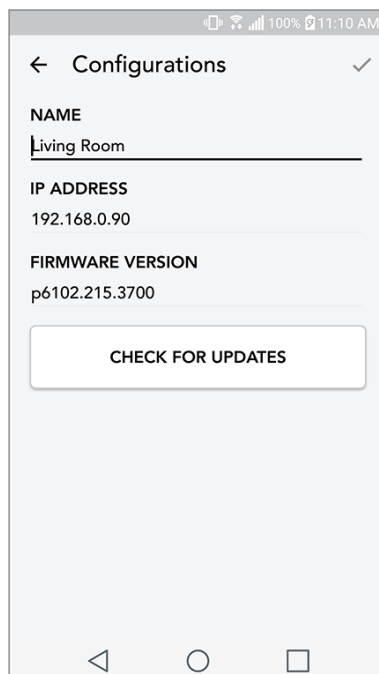 100% 11:10 AM
Configurations
NAME
Living Room
IP ADDRESS
192.168.0.90
FIRMWARE VERSION
p6102.215.3700
CHECK FOR UPDATES